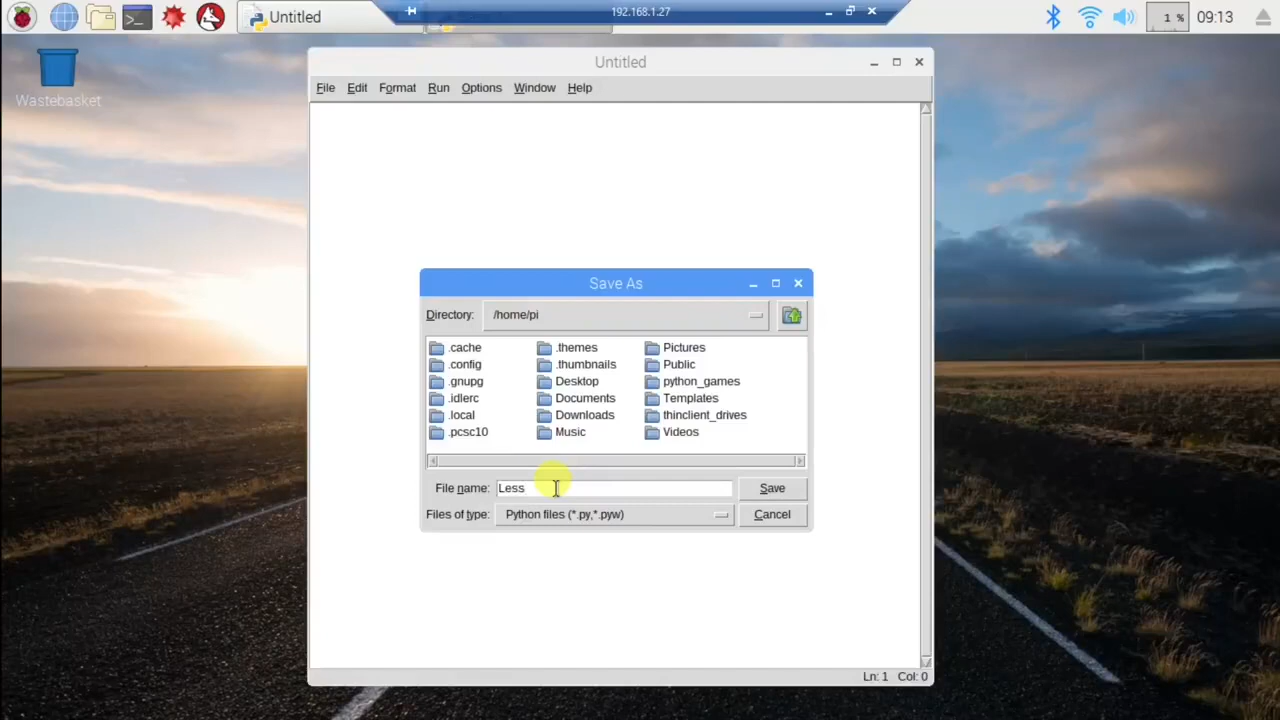 Untitled
192.168.1.27
1 %
09:13
Wastebasket
Untitled
File Edit Format Run Options Window Help
Save As
Directory: /home/pi
.cache .themes Pictures
.config .thumbnails Public
.gnupg Desktop python_games
.idlerc Documents Templates
.local Downloads thinclient_drives
.pcsc10 Music Videos
File name: Less Save
Files of type: Python files (*.py,*.pyw) Cancel
Ln: 1 Col: 0